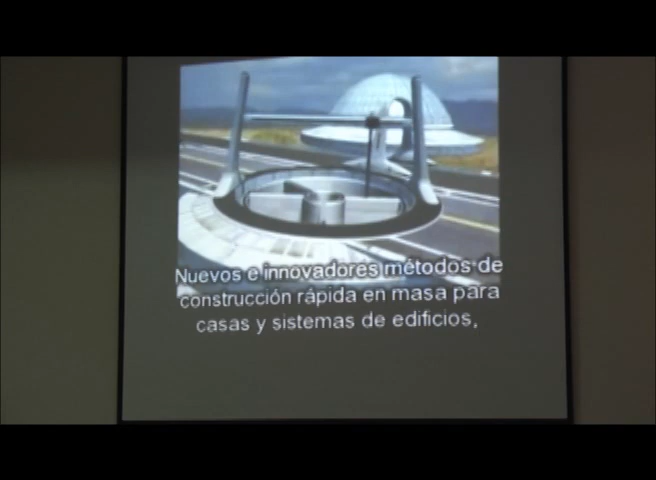 Nuevos e innovadores métodos de
construcción rápida en masa para
casas y sistemas de edificios,